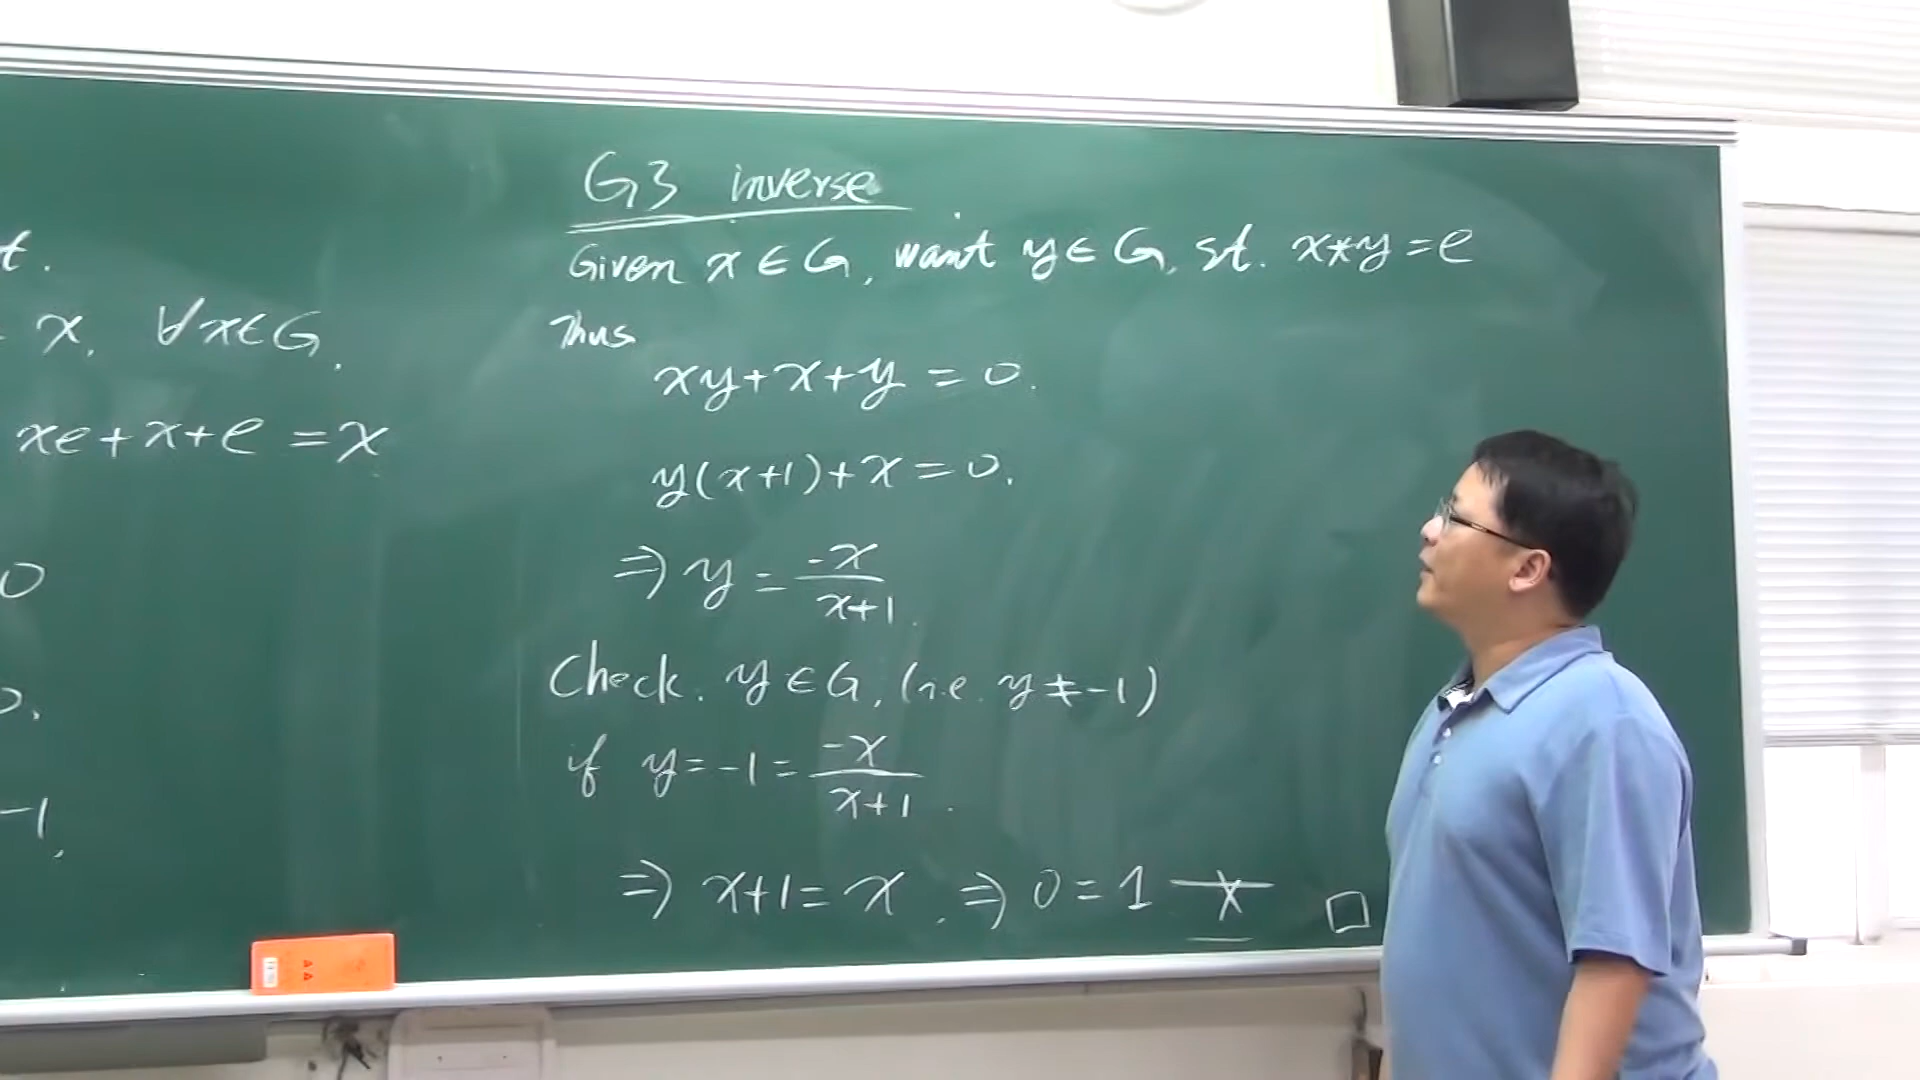 t.
x. ∀x∈G.
xe+x+e = x
0
0.
-1.
G3 inverse
Given x∈G, want y∈G, st. x*y=e
Thus
xy+x+y = 0.
y(x+1)+x = 0.
⇒ y = -x/(x+1).
Check. y∈G, (i.e. y≠-1)
if y=-1= -x/(x+1).
⇒ x+1=x, ⇒ 0=1 ※ □